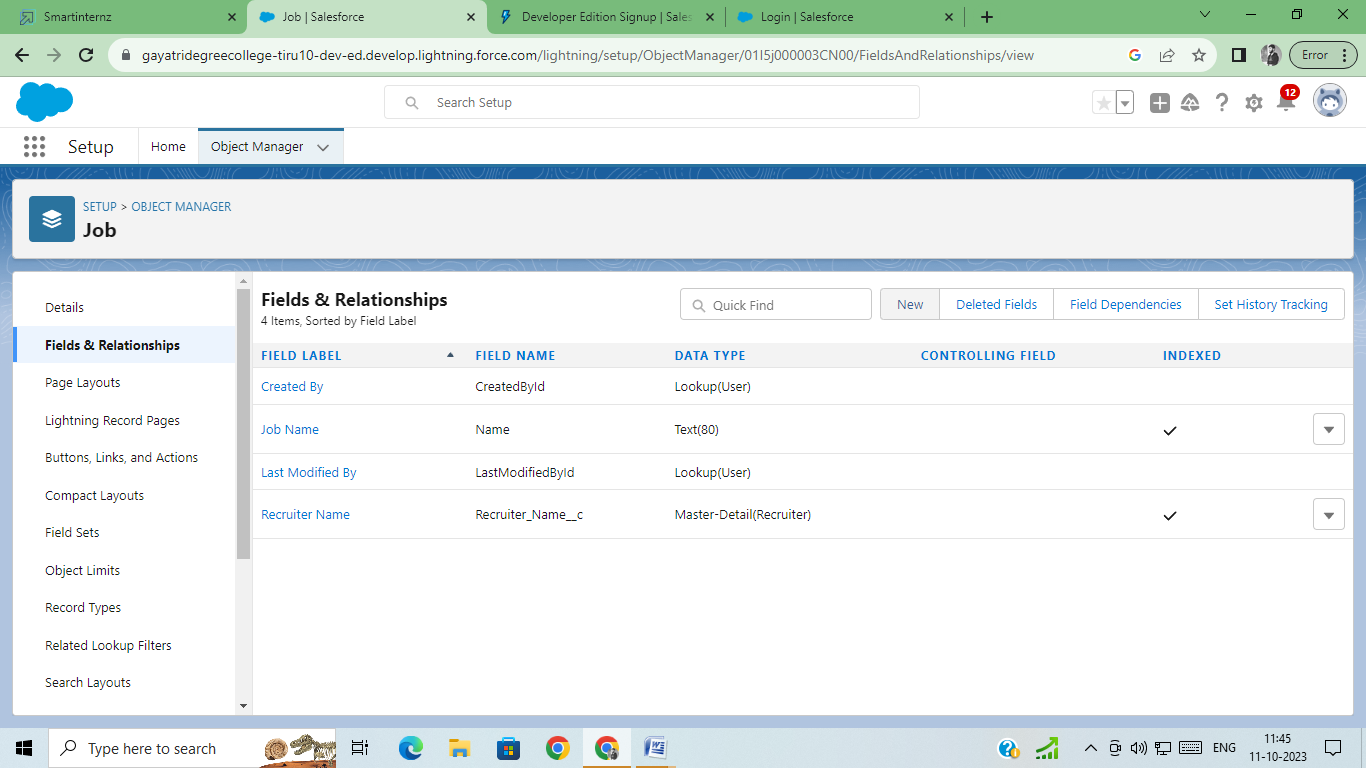 Smartinternz
Job | Salesforce
Developer Edition Signup | Sales
Login | Salesforce
gayatridegreecollege-tiru10-dev-ed.develop.lightning.force.com/lightning/setup/ObjectManager/01I5j000003CN00/FieldsAndRelationships/view
Error
Search Setup
12
Setup
Home
Object Manager
SETUP > OBJECT MANAGER
Job
Details
Fields & Relationships
Page Layouts
Lightning Record Pages
Buttons, Links, and Actions
Compact Layouts
Field Sets
Object Limits
Record Types
Related Lookup Filters
Search Layouts
Fields & Relationships
4 Items, Sorted by Field Label
Quick Find
New
Deleted Fields
Field Dependencies
Set History Tracking
FIELD LABEL FIELD NAME DATA TYPE CONTROLLING FIELD INDEXED
Created By CreatedById Lookup(User)
Job Name Name Text(80)
Last Modified By LastModifiedById Lookup(User)
Recruiter Name Recruiter_Name__c Master-Detail(Recruiter)
Type here to search
ENG
11:45
11-10-2023